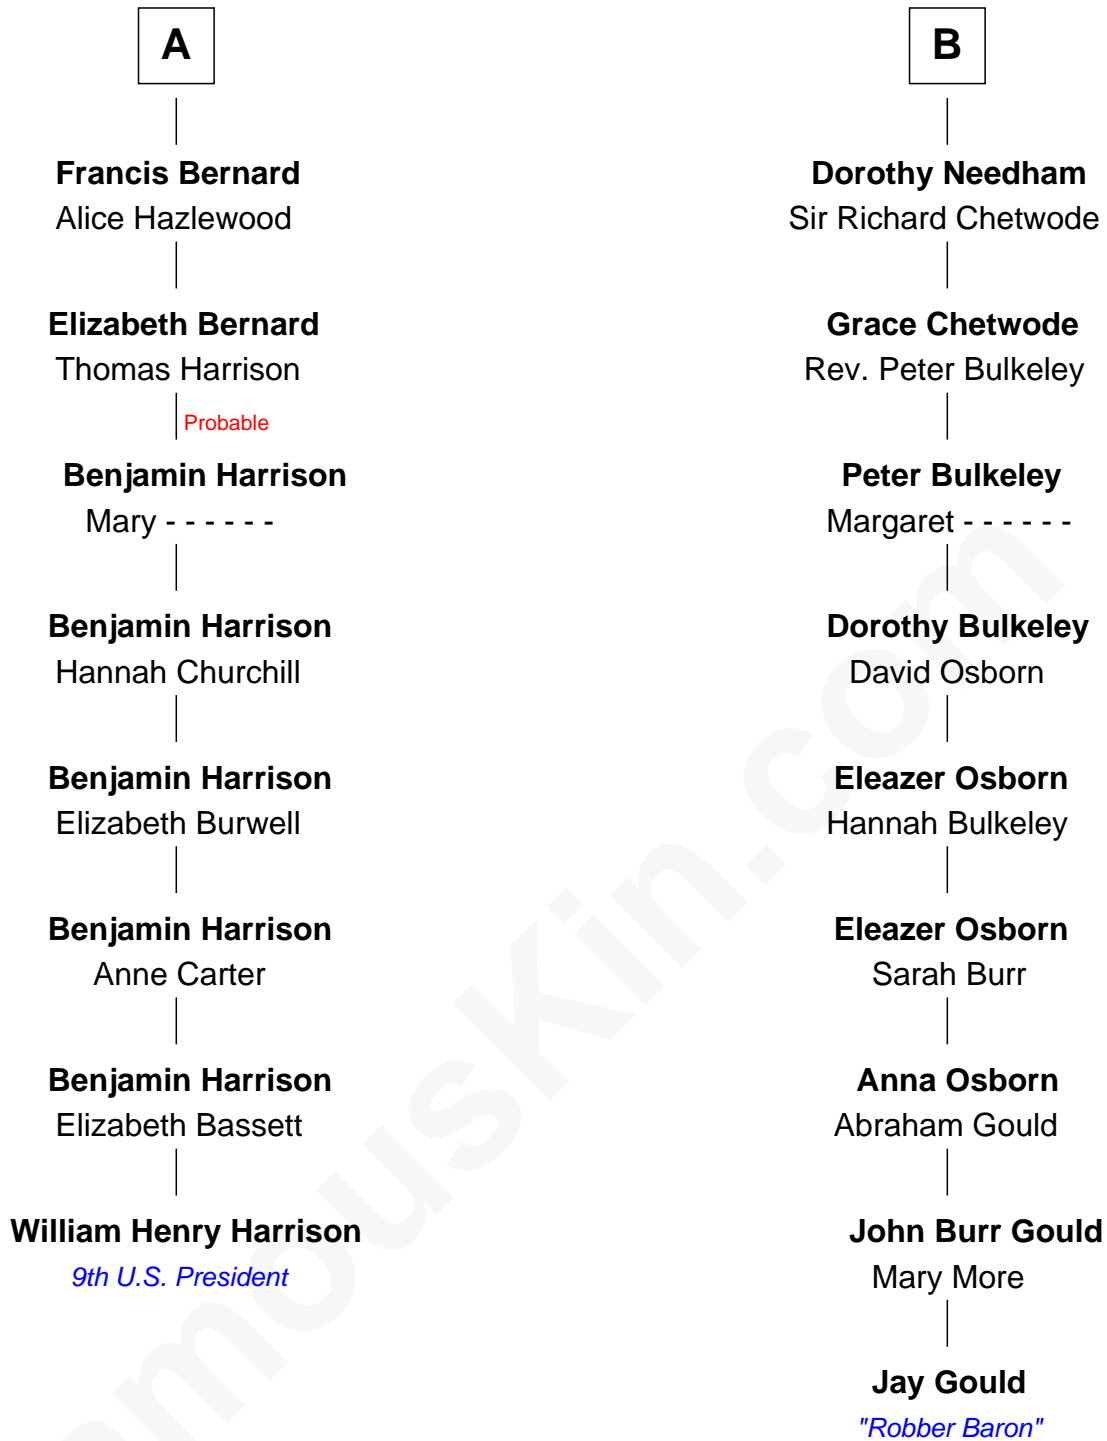 A
Francis Bernard
Alice Hazlewood
Elizabeth Bernard
Thomas Harrison
Probable
Benjamin Harrison
Mary - - - - - -
Benjamin Harrison
Hannah Churchill
Benjamin Harrison
Elizabeth Burwell
Benjamin Harrison
Anne Carter
Benjamin Harrison
Elizabeth Bassett
William Henry Harrison
9th U.S. President
B
Dorothy Needham
Sir Richard Chetwode
Grace Chetwode
Rev. Peter Bulkeley
Peter Bulkeley
Margaret - - - - - -
Dorothy Bulkeley
David Osborn
Eleazer Osborn
Hannah Bulkeley
Eleazer Osborn
Sarah Burr
Anna Osborn
Abraham Gould
John Burr Gould
Mary More
Jay Gould
"Robber Baron"
amouskin.com